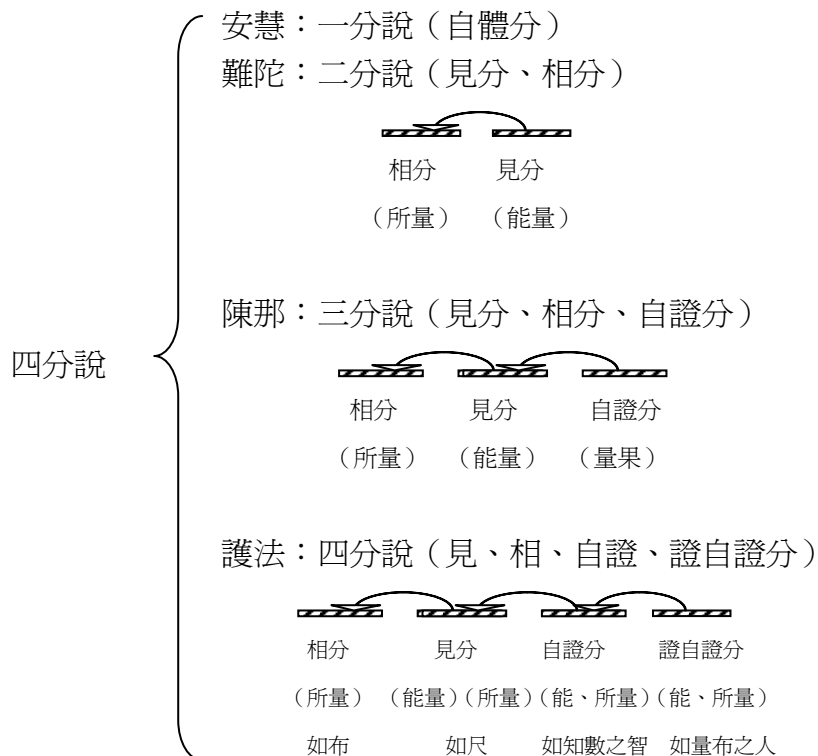 安慧：一分說（自體分）
難陀：二分說（見分、相分）
相分 見分
（所量） （能量）
陳那：三分說（見分、相分、自證分）
四分說
相分 見分 自證分
（所量） （能量） （量果）
護法：四分說（見、相、自證、證自證分）
相分 見分 自證分 證自證分
（所量） （能量）（所量）（能、所量）（能、所量）
如布 如尺 如知數之智 如量布之人